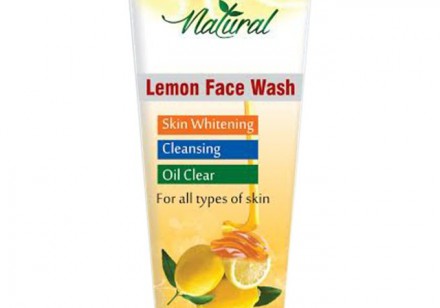 Natural
Lemon Face Wash
Skin Whitening
Cleansing
Oil Clear
For all types of skin